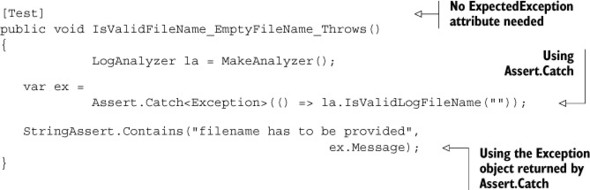 [Test]
No ExpectedException
attribute needed
public void IsValidFileName_EmptyFileName_Throws()
{
LogAnalyzer la = MakeAnalyzer();
Using
Assert.Catch
var ex =
Assert.Catch<Exception>(() => la.IsValidLogFileName(""));
StringAssert.Contains("filename has to be provided",
ex.Message);
}
Using the Exception
object returned by
Assert.Catch